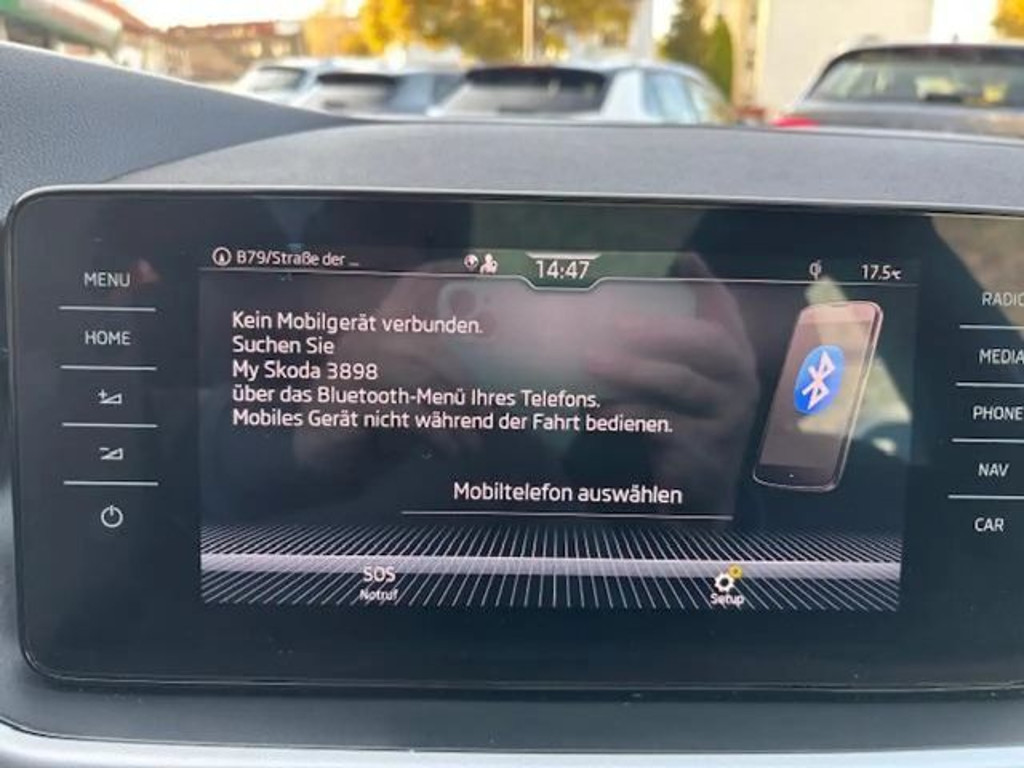 B79/Straße der ...
14:47
17.5°C
MENU
HOME
Kein Mobilgerät verbunden.
Suchen Sie
My Skoda 3898
über das Bluetooth-Menü Ihres Telefons.
Mobiles Gerät nicht während der Fahrt bedienen.
Mobiltelefon auswählen
SOS
Notruf
Setup
RADIO
MEDIA
PHONE
NAV
CAR